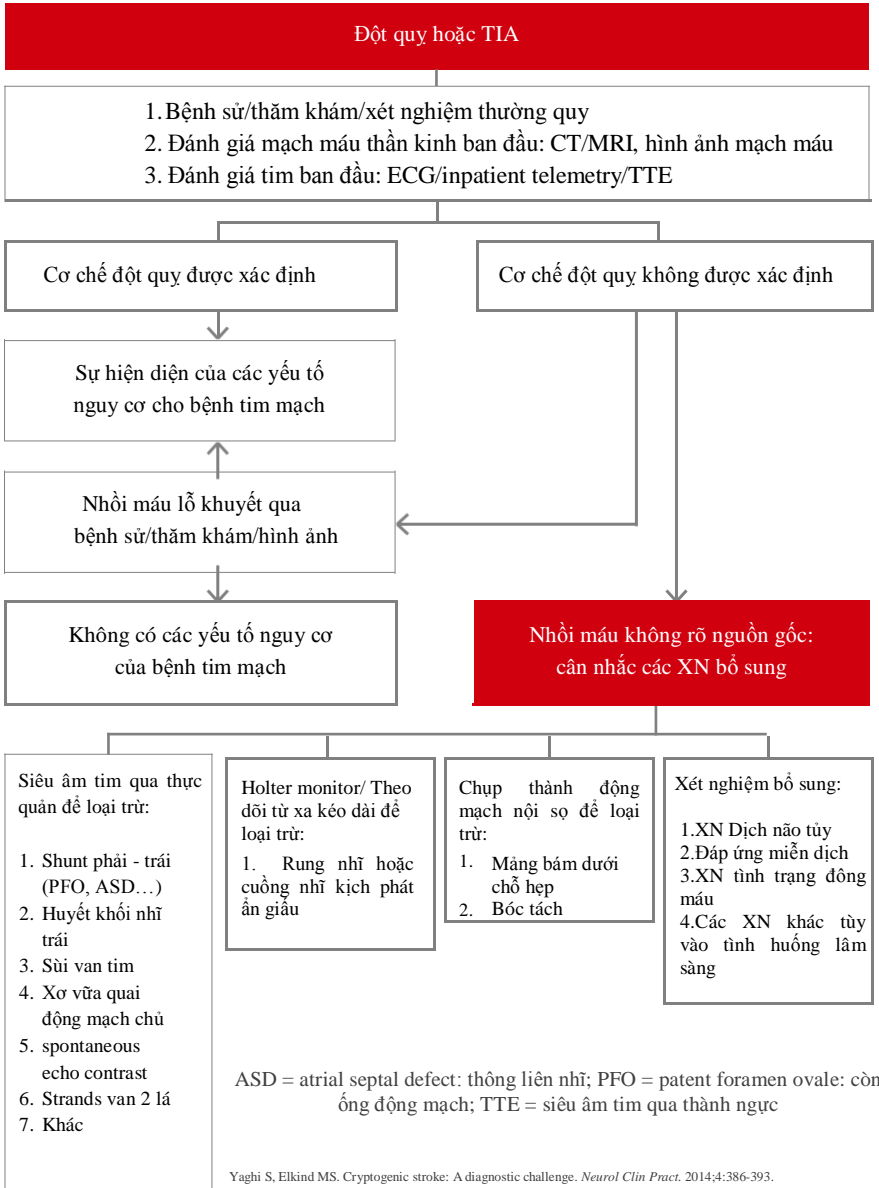 Đột quỵ hoặc TIA
1. Bệnh sử/thăm khám/xét nghiệm thường quy
2. Đánh giá mạch máu thần kinh ban đầu: CT/MRI, hình ảnh mạch máu
3. Đánh giá tim ban đầu: ECG/inpatient telemetry/TTE
Cơ chế đột quỵ được xác định
Cơ chế đột quỵ không được xác định
Sự hiện diện của các yếu tố
nguy cơ cho bệnh tim mạch
Nhồi máu lỗ khuyết qua
bệnh sử/thăm khám/hình ảnh
Không có các yếu tố nguy cơ
của bệnh tim mạch
Nhồi máu không rõ nguồn gốc:
cân nhắc các XN bổ sung
Siêu âm tim qua thực
quản để loại trừ:
1. Shunt phải - trái
(PFO, ASD…)
2. Huyết khối nhĩ
trái
3. Sùi van tim
4. Xơ vữa quai
động mạch chủ
5. spontaneous
echo contrast
6. Strands van 2 lá
7. Khác
Holter monitor/ Theo
dõi từ xa kéo dài để
loại trừ:
1. Rung nhĩ hoặc
cuồng nhĩ kịch phát
ẩn giấu
Chụp thành động
mạch nội sọ để loại
trừ:
1. Mảng bám dưới
chỗ hẹp
2. Bóc tách
Xét nghiệm bổ sung:
1.XN Dịch não tủy
2.Đáp ứng miễn dịch
3.XN tình trạng đông
máu
4.Các XN khác tùy
vào tình huống lâm
sàng
ASD = atrial septal defect: thông liên nhĩ; PFO = patent foramen ovale: còn
ống động mạch; TTE = siêu âm tim qua thành ngực
Yaghi S, Elkind MS. Cryptogenic stroke: A diagnostic challenge. Neurol Clin Pract. 2014;4:386-393.